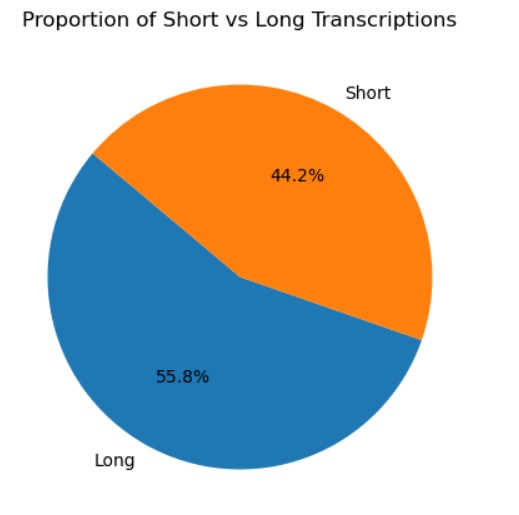 Proportion of Short vs Long Transcriptions
Short
44.2%
55.8%
Long